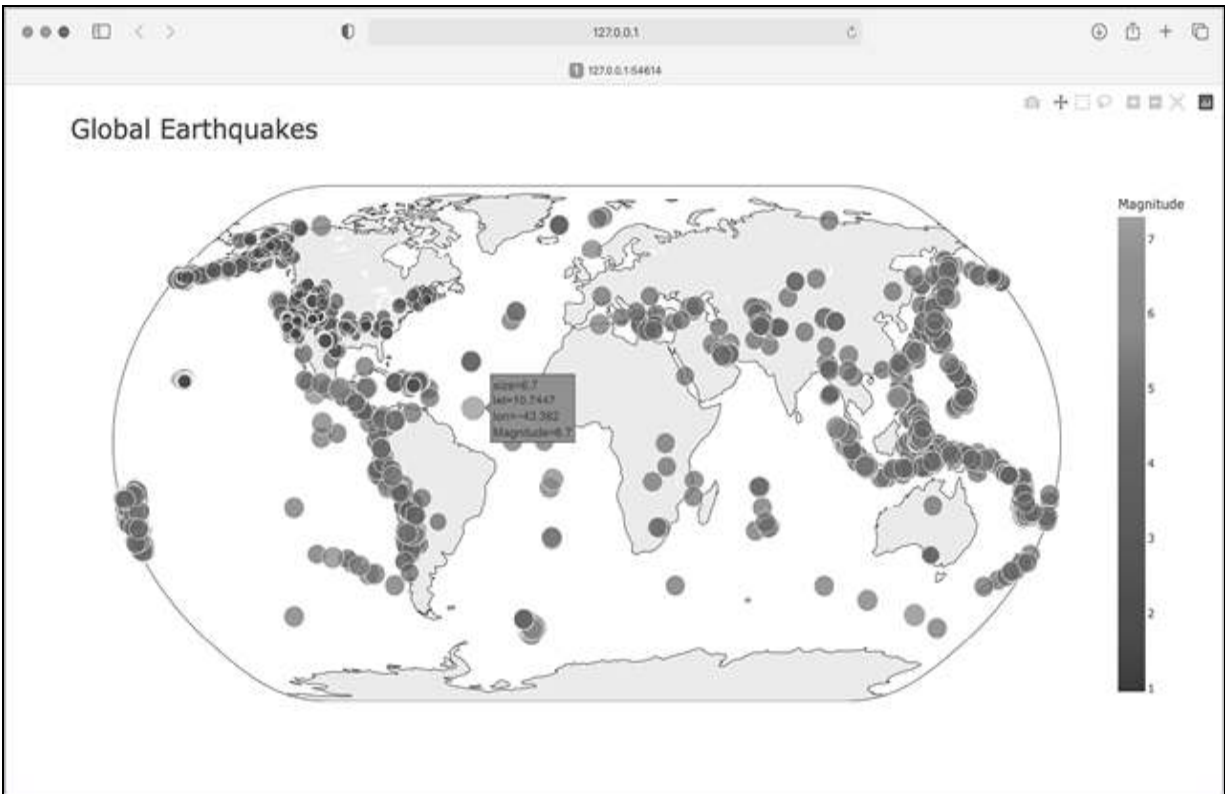 127.0.0.1
1 127.0.0.1:54614
Global Earthquakes
Magnitude
7
6
5
4
3
2
1
size=6.7
lat=10.7447
lon=-43.382
Magnitude=6.7